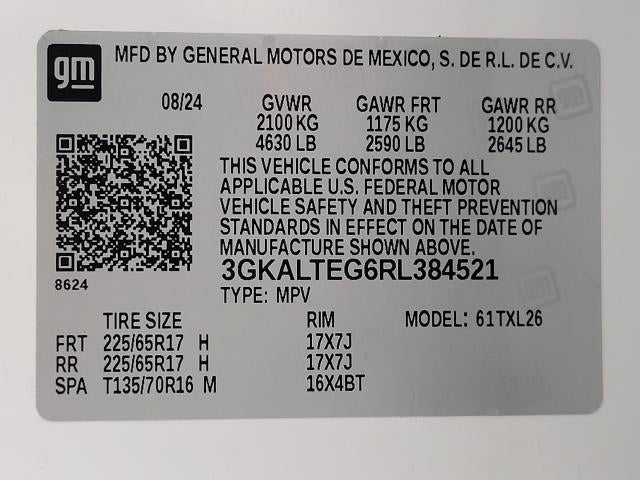 gm
MFD BY GENERAL MOTORS DE MEXICO, S. DE R.L. DE C.V.
08/24 GVWR GAWR FRT GAWR RR
2100 KG 1175 KG 1200 KG
4630 LB 2590 LB 2645 LB
THIS VEHICLE CONFORMS TO ALL
APPLICABLE U.S. FEDERAL MOTOR
VEHICLE SAFETY AND THEFT PREVENTION
STANDARDS IN EFFECT ON THE DATE OF
MANUFACTURE SHOWN ABOVE.
3GKALTEG6RL384521
8624
TYPE: MPV
TIRE SIZE RIM MODEL: 61TXL26
FRT 225/65R17 H 17X7J
RR 225/65R17 H 17X7J
SPA T135/70R16 M 16X4BT